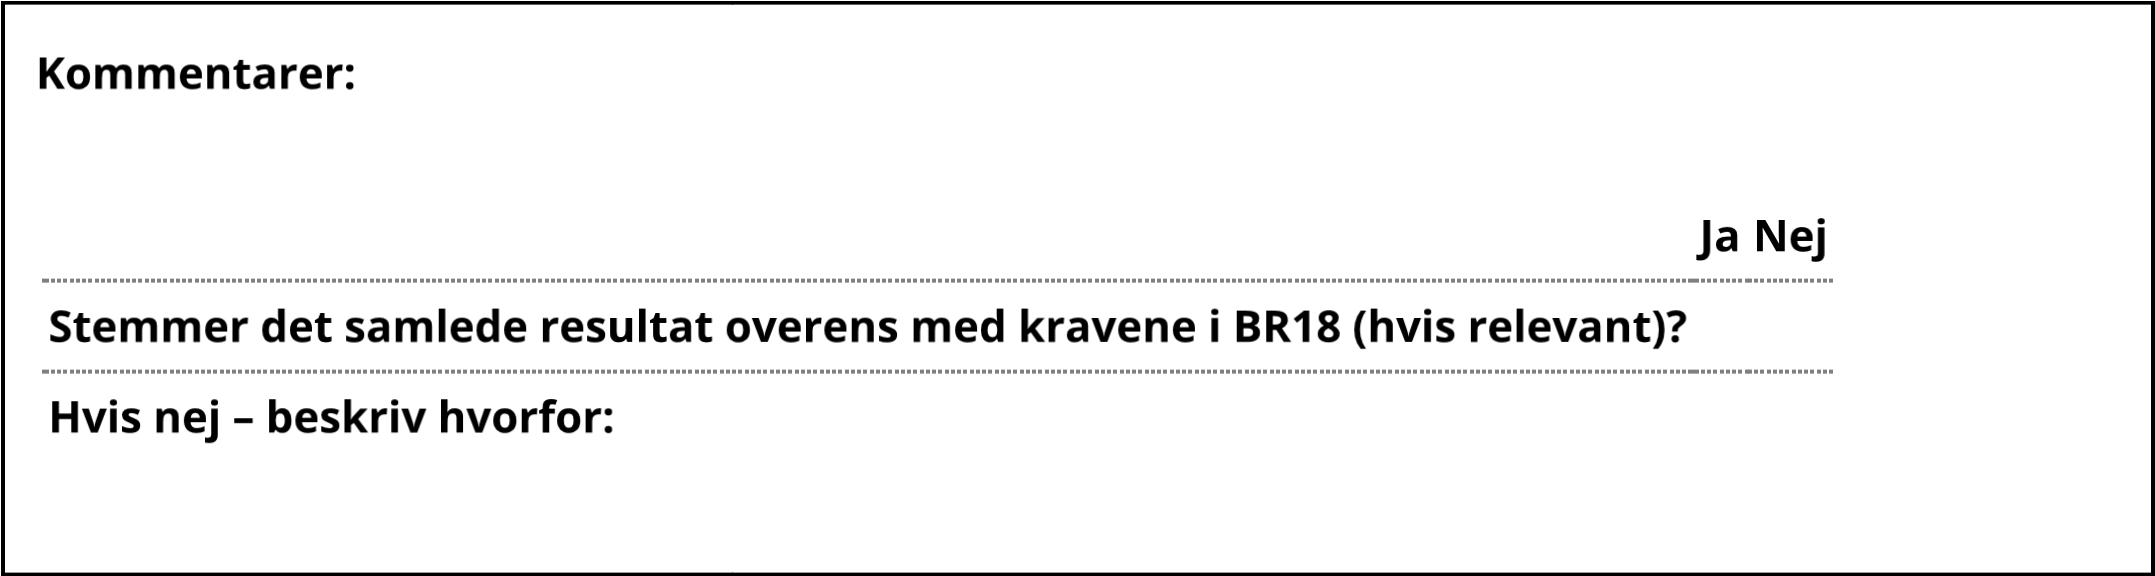 Kommentarer:
Ja Nej
Stemmer det samlede resultat overens med kravene i BR18 (hvis relevant)?
Hvis nej – beskriv hvorfor: